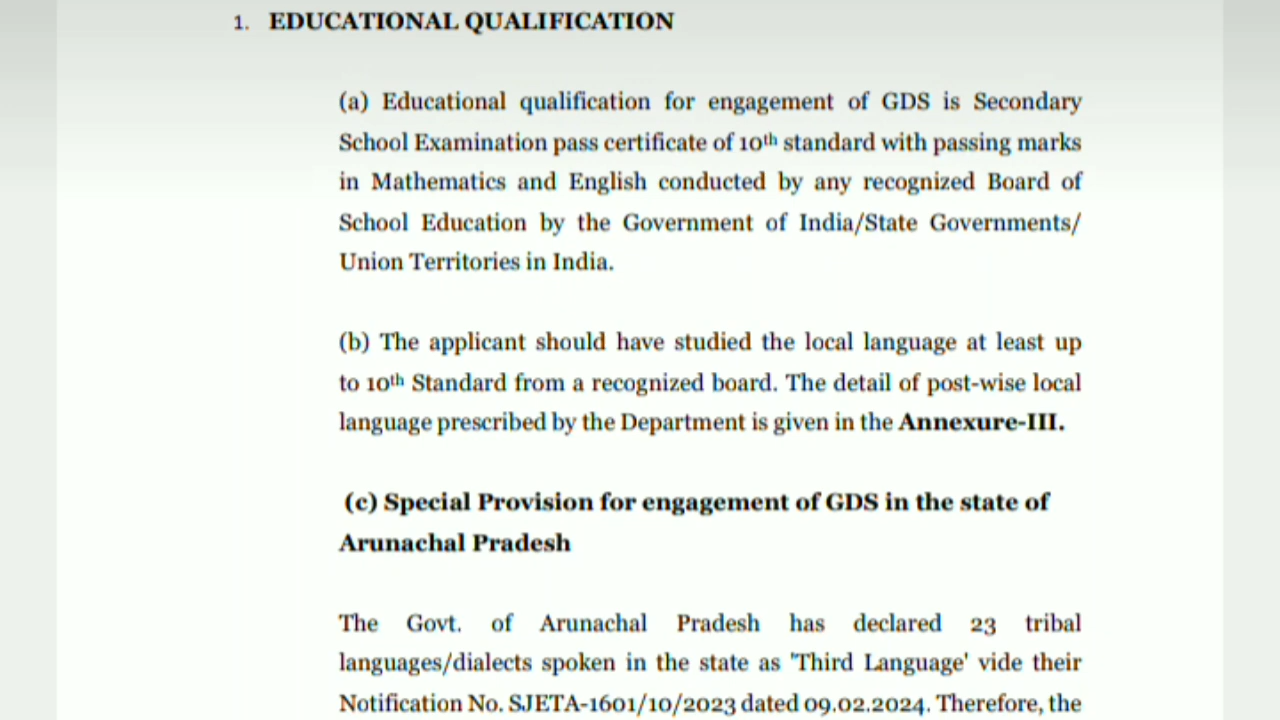 1. EDUCATIONAL QUALIFICATION
(a) Educational qualification for engagement of GDS is Secondary
School Examination pass certificate of 10th standard with passing marks
in Mathematics and English conducted by any recognized Board of
School Education by the Government of India/State Governments/
Union Territories in India.
(b) The applicant should have studied the local language at least up
to 10th Standard from a recognized board. The detail of post-wise local
language prescribed by the Department is given in the Annexure-III.
(c) Special Provision for engagement of GDS in the state of
Arunachal Pradesh
The Govt. of Arunachal Pradesh has declared 23 tribal
languages/dialects spoken in the state as 'Third Language' vide their
Notification No. SJETA-1601/10/2023 dated 09.02.2024. Therefore, the